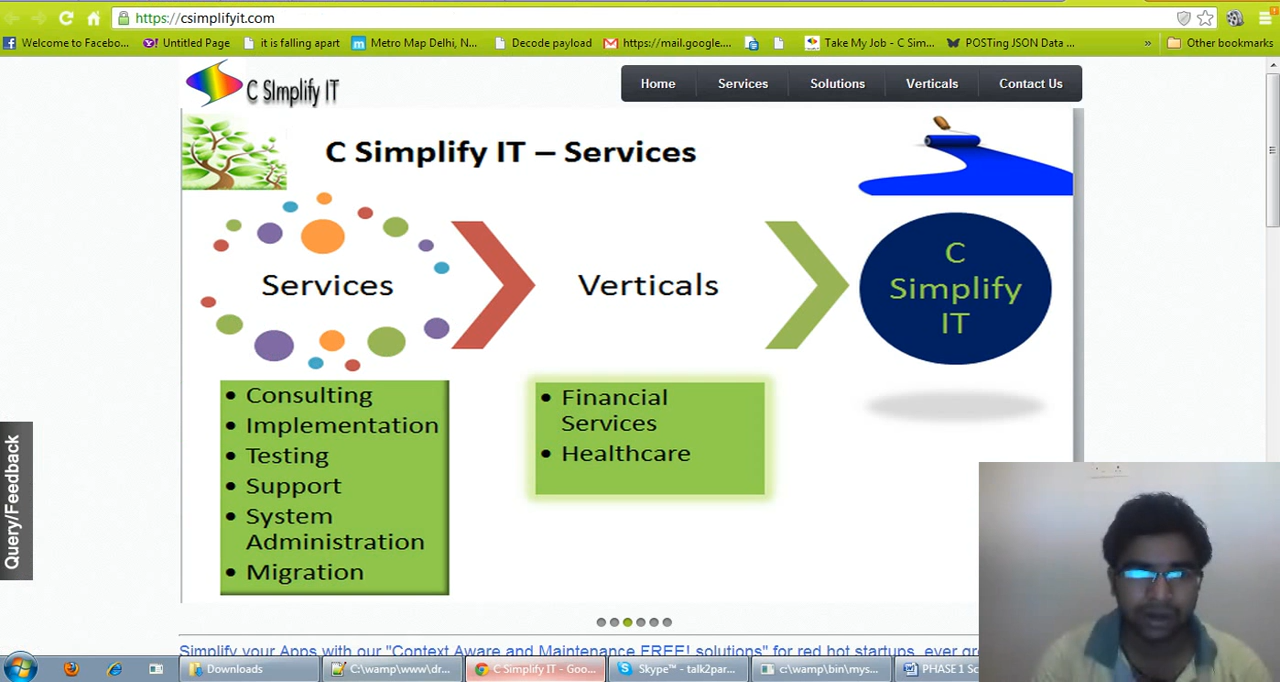 https://csimplifyit.com
Welcome to Facebo... Untitled Page it is falling apart Metro Map Delhi, N... Decode payload https://mail.google.... Take My Job - C Sim... POSTing JSON Data ... » Other bookmarks
C SImplify IT
Home Services Solutions Verticals Contact Us
C Simplify IT – Services
Services
Verticals
C
Simplify
IT
• Consulting
• Implementation
• Testing
• Support
• System
Administration
• Migration
• Financial
Services
• Healthcare
Query/Feedback
Simplify your Apps with our "Context Aware and Maintenance FREE! solutions" for red hot startups, ever gr
Downloads C:\wamp\www\dr... C Simplify IT - Goo... Skype™ - talk2par... c:\wamp\bin\mys... PHASE 1 Sc